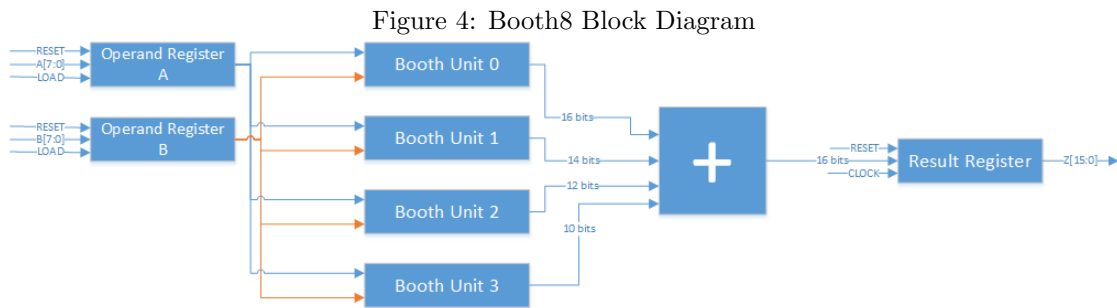 Figure 4: Booth8 Block Diagram
RESET
A[7:0]
LOAD
Operand Register
A
RESET
B[7:0]
LOAD
Operand Register
B
Booth Unit 0
Booth Unit 1
Booth Unit 2
Booth Unit 3
16 bits
14 bits
12 bits
10 bits
+
RESET
16 bits
CLOCK
Result Register
Z[15:0]